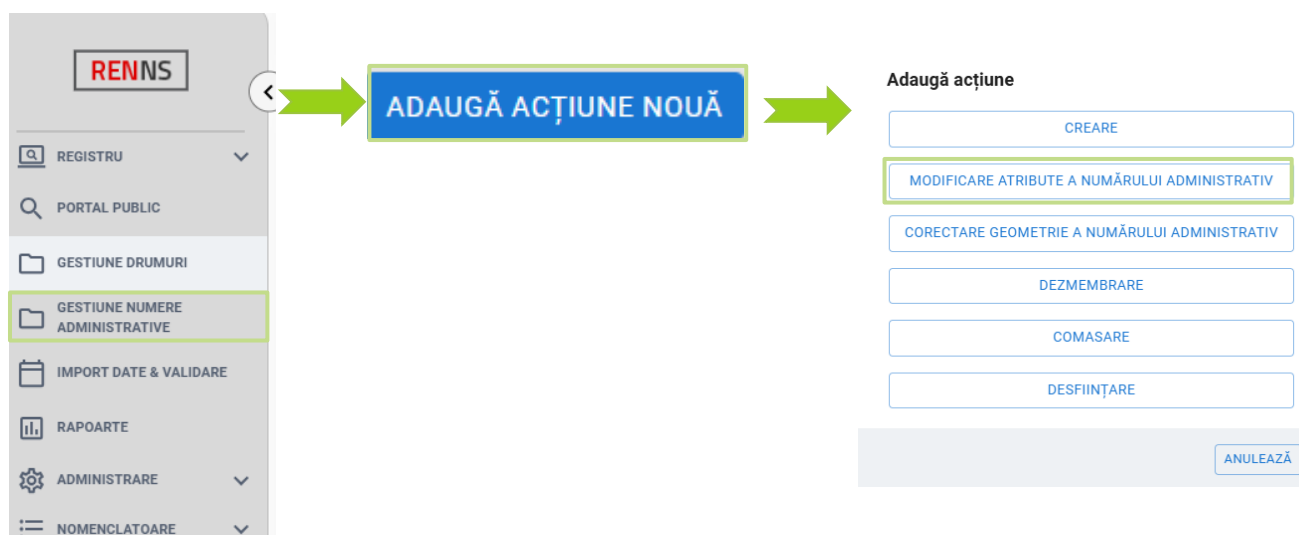 RENNS
REGISTRU
PORTAL PUBLIC
GESTIUNE DRUMURI
GESTIUNE NUMERE
ADMINISTRATIVE
IMPORT DATE & VALIDARE
RAPOARTE
ADMINISTRARE
NOMENCLATOARE
ADAUGĂ ACȚIUNE NOUĂ
Adaugă acțiune
CREARE
MODIFICARE ATRIBUTE A NUMĂRULUI ADMINISTRATIV
CORECTARE GEOMETRIE A NUMĂRULUI ADMINISTRATIV
DEZMEMBRARE
COMASARE
DESFIINȚARE
ANULEAZĂ